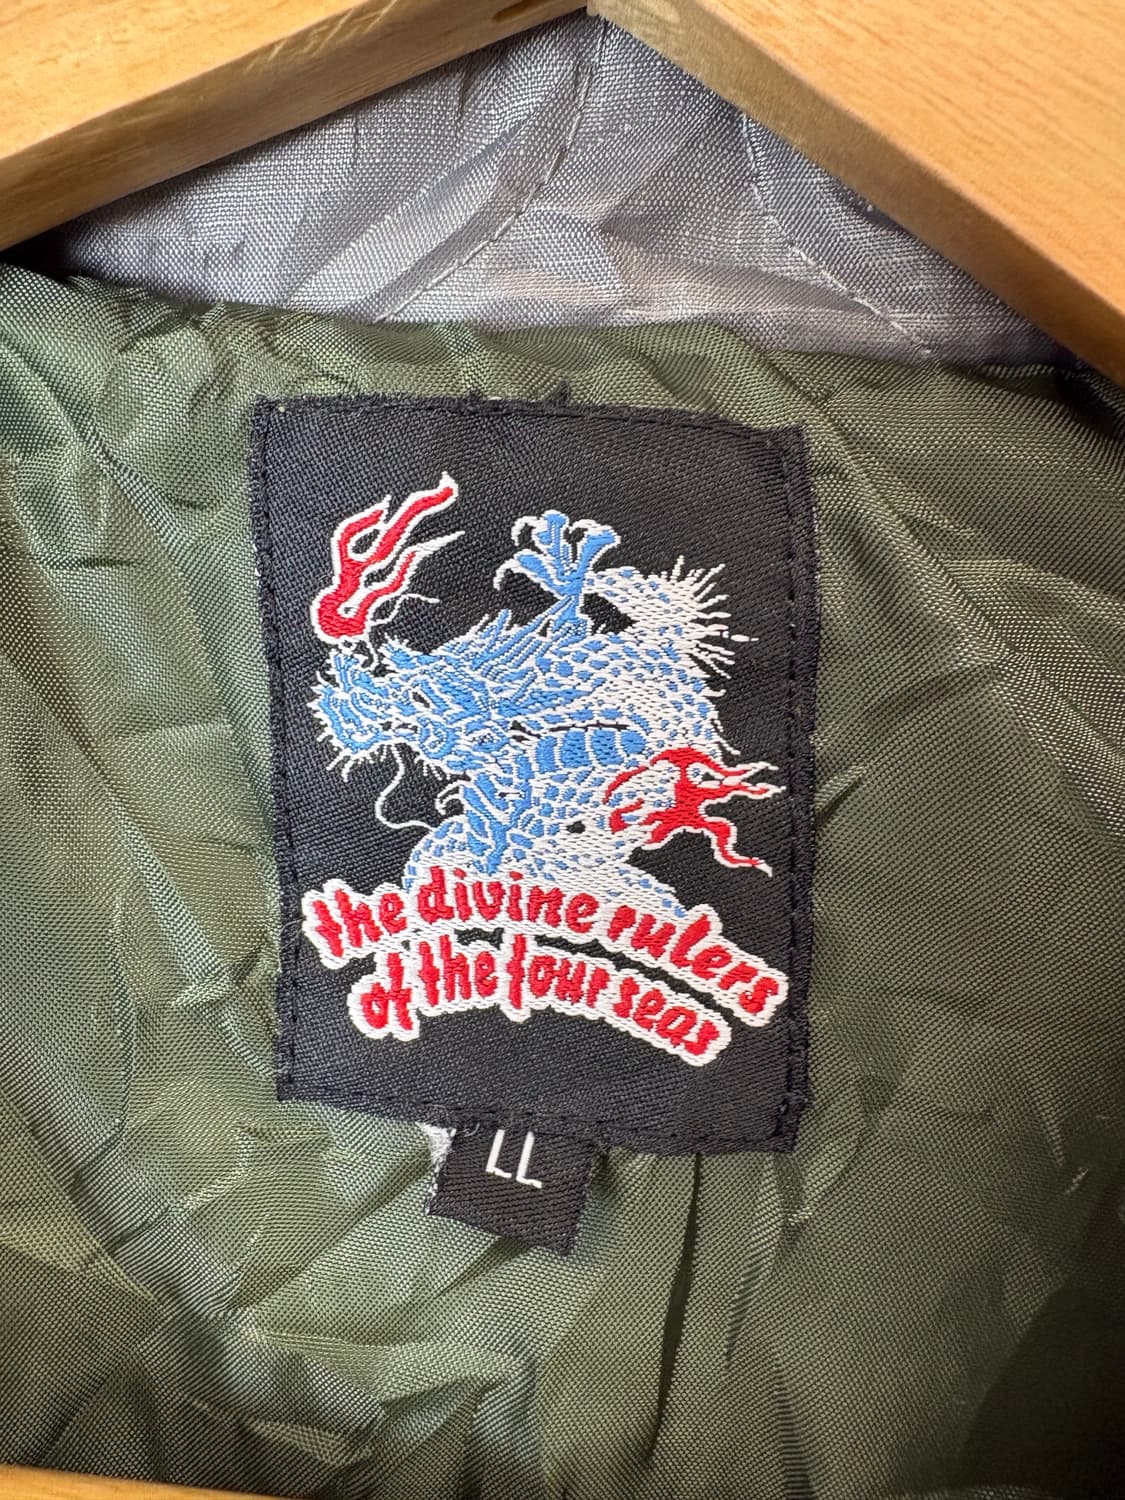 the divine rulers
of the four seas
LL